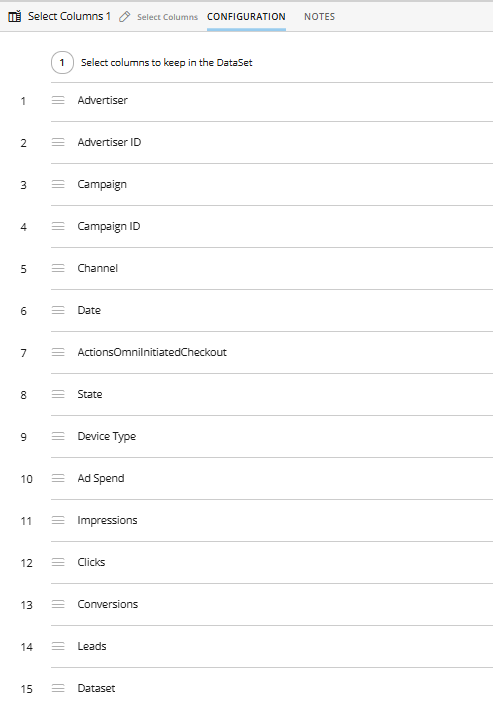 Select Columns 1 Select Columns CONFIGURATION NOTES
1 Select columns to keep in the DataSet
1 Advertiser
2 Advertiser ID
3 Campaign
4 Campaign ID
5 Channel
6 Date
7 ActionsOmniInitiatedCheckout
8 State
9 Device Type
10 Ad Spend
11 Impressions
12 Clicks
13 Conversions
14 Leads
15 Dataset